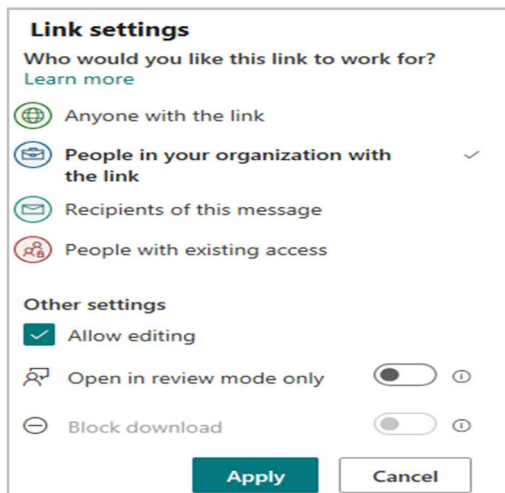 Link settings
Who would you like this link to work for?
Learn more
Anyone with the link
People in your organization with
the link
Recipients of this message
People with existing access
Other settings
Allow editing
Open in review mode only
Block download
Apply Cancel